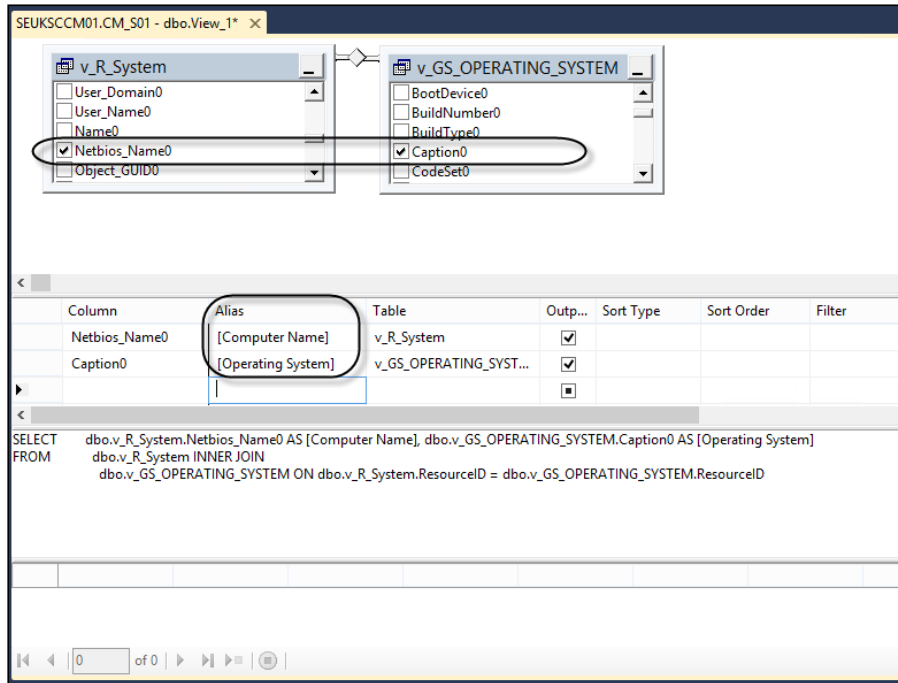 SEUKSCCM01.CM_S01 - dbo.View_1* ×
v_R_System
User_Domain0
User_Name0
Name0
Netbios_Name0
Object_GUID0
v_GS_OPERATING_SYSTEM
BootDevice0
BuildNumber0
BuildType0
Caption0
CodeSet0
Column Alias Table Outp... Sort Type Sort Order Filter
Netbios_Name0 [Computer Name] v_R_System
Caption0 [Operating System] v_GS_OPERATING_SYST...
SELECT dbo.v_R_System.Netbios_Name0 AS [Computer Name], dbo.v_GS_OPERATING_SYSTEM.Caption0 AS [Operating System]
FROM dbo.v_R_System INNER JOIN
dbo.v_GS_OPERATING_SYSTEM ON dbo.v_R_System.ResourceID = dbo.v_GS_OPERATING_SYSTEM.ResourceID
0 of 0